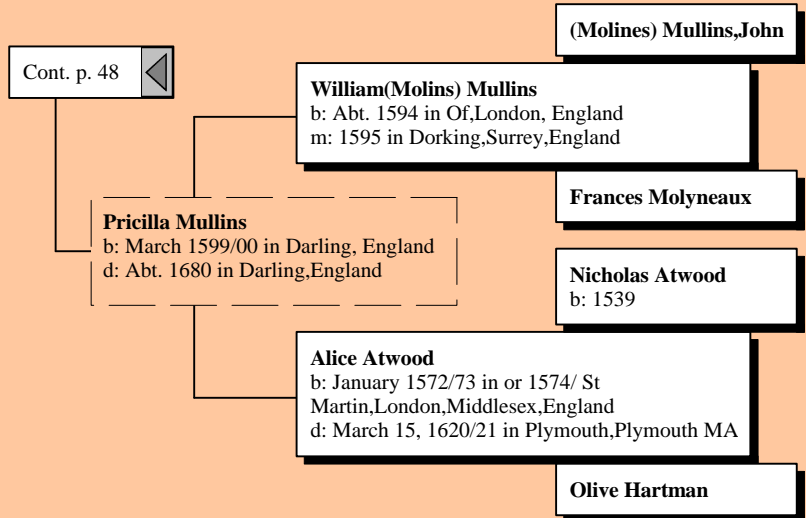 (Molines) Mullins,John
Cont. p. 48
William(Molins) Mullins
b: Abt. 1594 in Of,London, England
m: 1595 in Dorking,Surrey,England
Frances Molyneaux
Pricilla Mullins
b: March 1599/00 in Darling, England
d: Abt. 1680 in Darling,England
Nicholas Atwood
b: 1539
Alice Atwood
b: January 1572/73 in or 1574/ St
Martin,London,Middlesex,England
d: March 15, 1620/21 in Plymouth,Plymouth MA
Olive Hartman